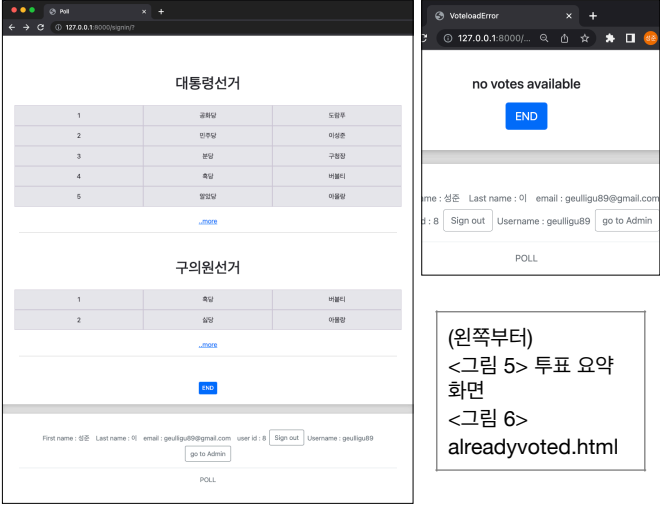 Poll
127.0.0.1:8000/signin/?
대통령선거
1 공화당 도람푸
2 민주당 이성준
3 분당 구청장
4 흑당 버블티
5 앓았당 아몰랑
..more
구의원선거
1 흑당 버블티
2 싫당 아몰랑
..more
END
First name : 성준 Last name : 이 email : geulligu89@gmail.com user id : 8 Sign out Username : geulligu89
go to Admin
POLL
VoteloadError
127.0.0.1:8000/...
성준
no votes available
END
ame : 성준 Last name : 이 email : geulligu89@gmail.com
d : 8 Sign out Username : geulligu89 go to Admin
POLL
(왼쪽부터)
<그림 5> 투표 요약
화면
<그림 6>
alreadyvoted.html